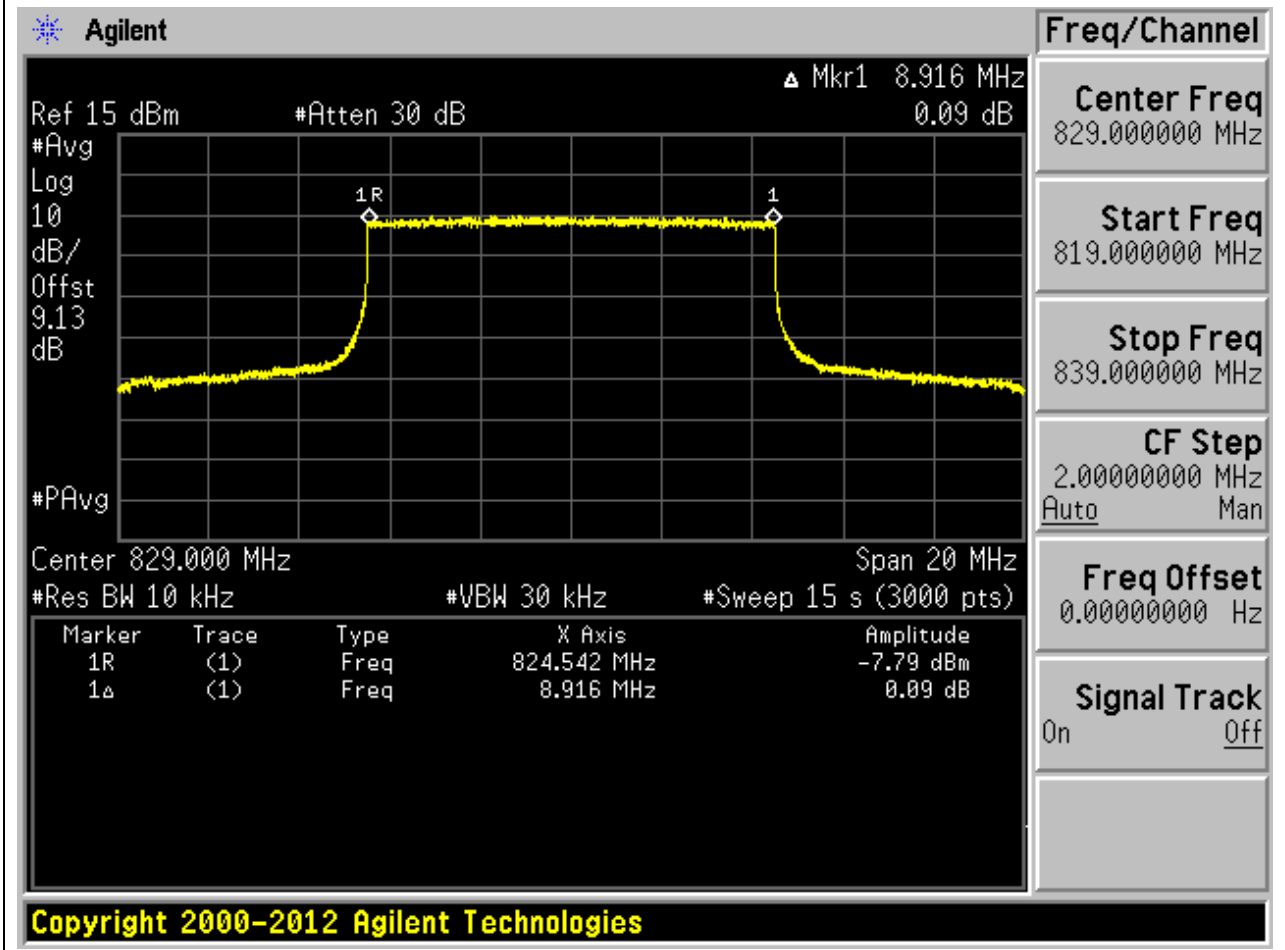 Agilent
Freq/Channel
Δ Mkr1 8.916 MHz
Ref 15 dBm #Atten 30 dB 0.09 dB
#Avg
Log
10
dB/
Offst
9.13
dB
1R 1
#PAvg
Center 829.000 MHz Span 20 MHz
#Res BW 10 kHz #VBW 30 kHz #Sweep 15 s (3000 pts)
Marker Trace Type X Axis Amplitude
1R (1) Freq 824.542 MHz -7.79 dBm
1Δ (1) Freq 8.916 MHz 0.09 dB
Center Freq
829.000000 MHz
Start Freq
819.000000 MHz
Stop Freq
839.000000 MHz
CF Step
2.00000000 MHz
Auto Man
Freq Offset
0.00000000 Hz
Signal Track
On Off
Copyright 2000-2012 Agilent Technologies